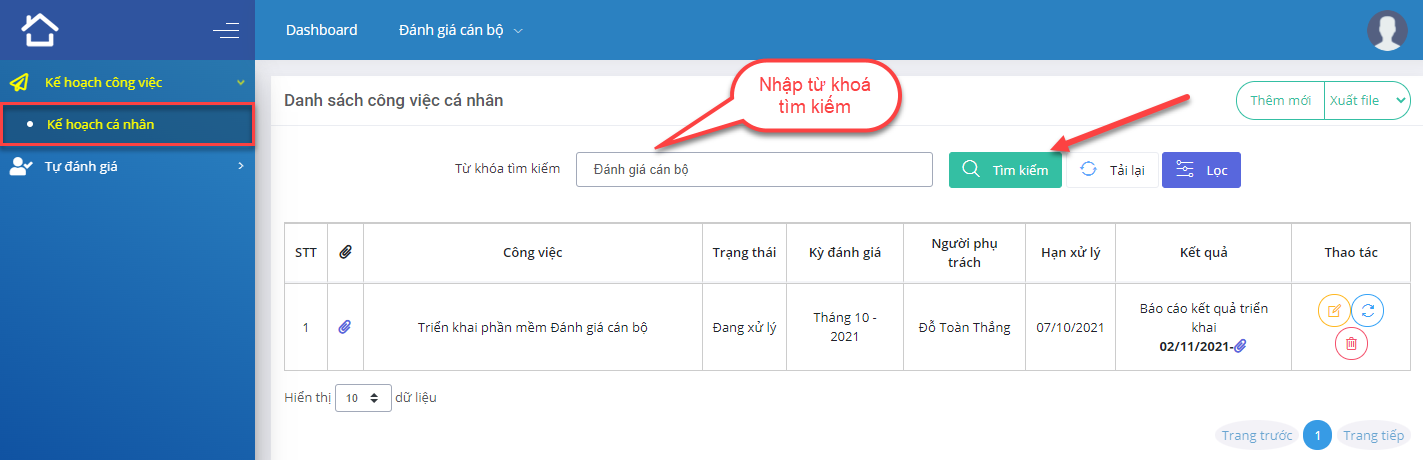 Dashboard
Đánh giá cán bộ
Kế hoạch công việc
Kế hoạch cá nhân
Tự đánh giá
Danh sách công việc cá nhân
Nhập từ khoá
tìm kiếm
Thêm mới
Xuất file
Từ khóa tìm kiếm
Đánh giá cán bộ
Tìm kiếm
Tải lại
Lọc
STT
Công việc
Trạng thái
Kỳ đánh giá
Người phụ
trách
Hạn xử lý
Kết quả
Thao tác
1
Triển khai phần mềm Đánh giá cán bộ
Đang xử lý
Tháng 10 -
2021
Đỗ Toàn Thắng
07/10/2021
Báo cáo kết quả triển
khai
02/11/2021-
Hiển thị 10 dữ liệu
Trang trước 1 Trang tiếp